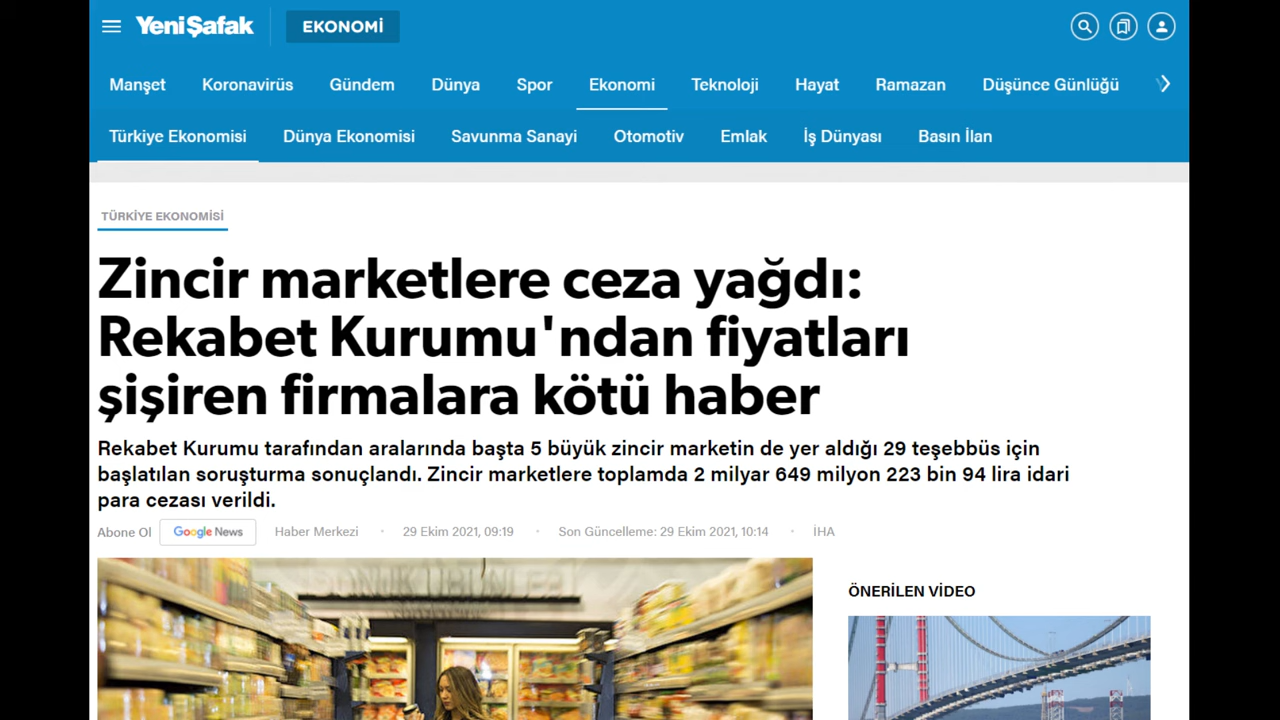 Yeni Şafak
EKONOMİ
Manşet Koronavirüs Gündem Dünya Spor Ekonomi Teknoloji Hayat Ramazan Düşünce Günlüğü
Türkiye Ekonomisi Dünya Ekonomisi Savunma Sanayi Otomotiv Emlak İş Dünyası Basın İlan
TÜRKİYE EKONOMİSİ
Zincir marketlere ceza yağdı:
Rekabet Kurumu'ndan fiyatları
şişiren firmalara kötü haber
Rekabet Kurumu tarafından aralarında başta 5 büyük zincir marketin de yer aldığı 29 teşebbüs için
başlatılan soruşturma sonuçlandı. Zincir marketlere toplamda 2 milyar 649 milyon 223 bin 94 lira idari
para cezası verildi.
Abone Ol Google News Haber Merkezi · 29 Ekim 2021, 09:19 · Son Güncelleme: 29 Ekim 2021, 10:14 · İHA
ÖNERİLEN VİDEO